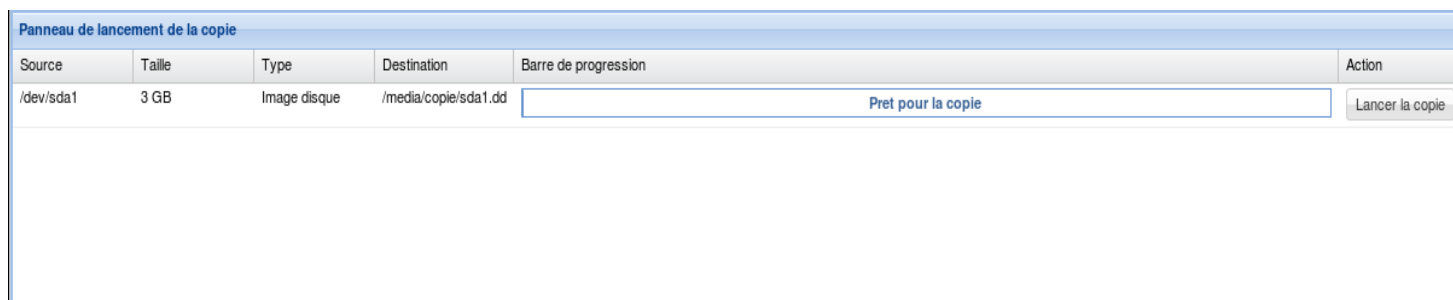 Panneau de lancement de la copie
Source Taille Type Destination Barre de progression Action
/dev/sda1 3 GB Image disque /media/copie/sda1.dd Pret pour la copie Lancer la copie